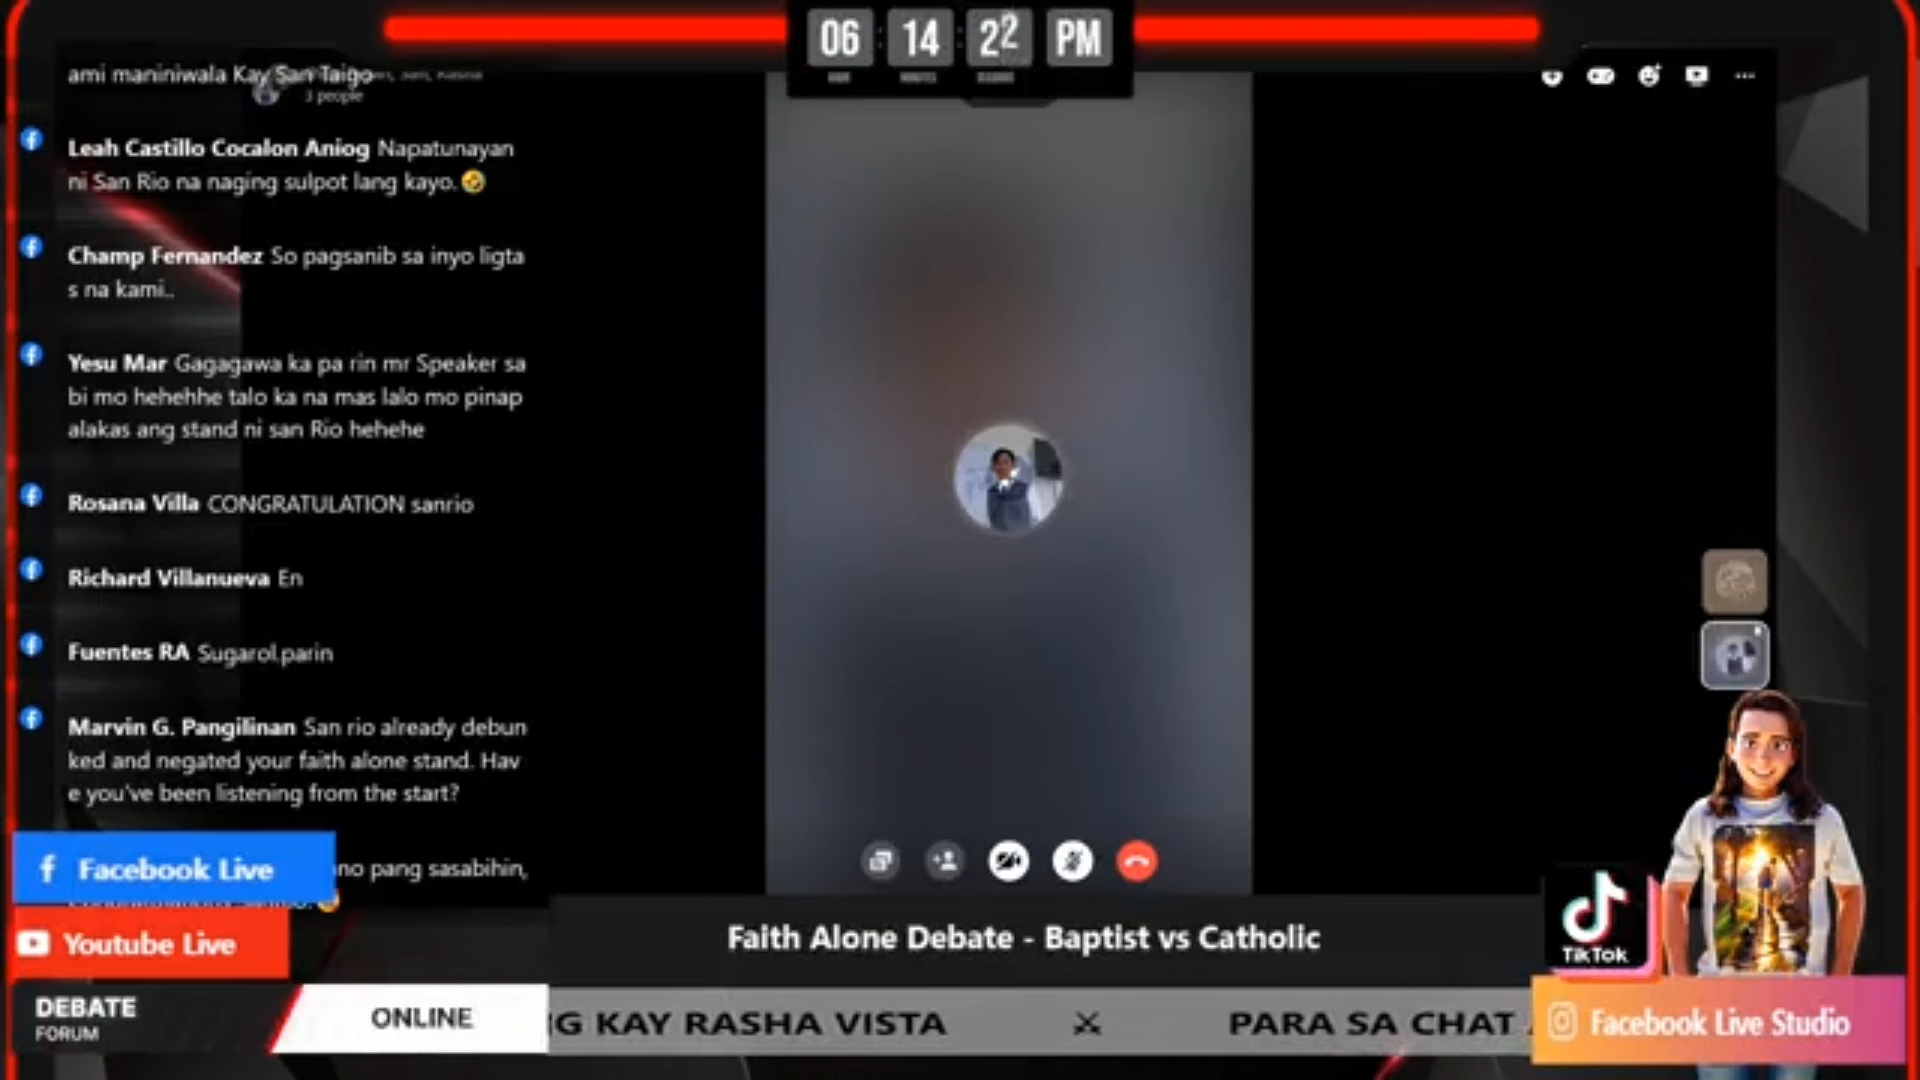 06 14 22 PM
ami maniniwala Kay San Taigo
3 people
Leah Castillo Cocalon Aniog Napatunayan
ni San Rio na naging sulpot lang kayo.🤣
Champ Fernandez So pagsanib sa inyo ligta
s na kami..
Yesu Mar Gagagawa ka pa rin mr Speaker sa
bi mo hehehhe talo ka na mas lalo mo pinap
alakas ang stand ni san Rio hehehe
Rosana Villa CONGRATULATION sanrio
Richard Villanueva En
Fuentes RA Sugarol.parin
Marvin G. Pangilinan San rio already debun
ked and negated your faith alone stand. Hav
e you've been listening from the start?
no pang sasabihin,
Facebook Live
Youtube Live
Faith Alone Debate - Baptist vs Catholic
TikTok
DEBATE
FORUM
ONLINE
G KAY RASHA VISTA ⚔ PARA SA CHAT
Facebook Live Studio